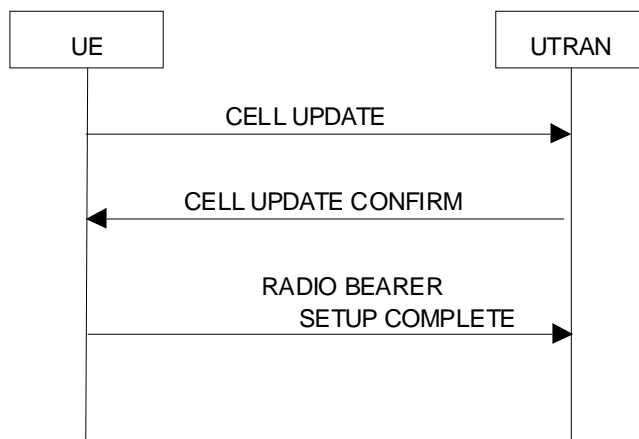 UE
UTRAN
CELL UPDATE
CELL UPDATE CONFIRM
RADIO BEARER
SETUP COMPLETE